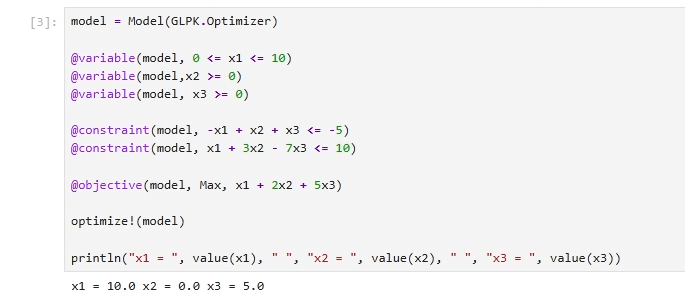 [3]: model = Model(GLPK.Optimizer)
@variable(model, 0 <= x1 <= 10)
@variable(model,x2 >= 0)
@variable(model, x3 >= 0)
@constraint(model, -x1 + x2 + x3 <= -5)
@constraint(model, x1 + 3x2 - 7x3 <= 10)
@objective(model, Max, x1 + 2x2 + 5x3)
optimize!(model)
println("x1 = ", value(x1), " ", "x2 = ", value(x2), " ", "x3 = ", value(x3))
x1 = 10.0 x2 = 0.0 x3 = 5.0